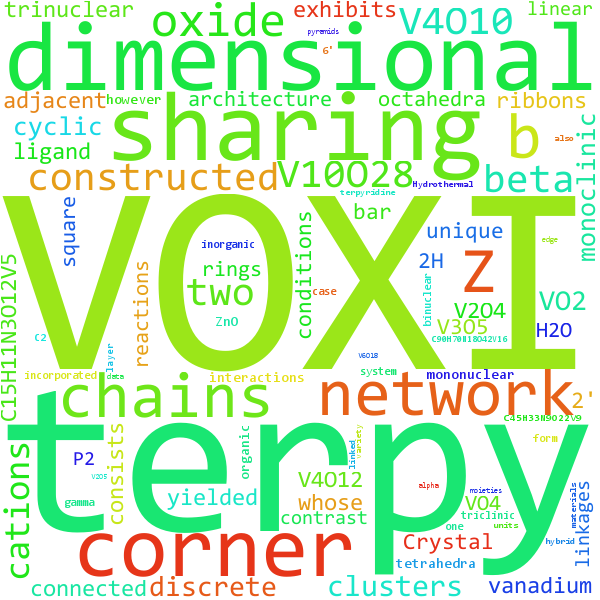 trinuclear
oxide
exhibits
pyramids
6'
V4O10
linear
dimensional
adjacent
however
architecture
octahedra
ribbons
cyclic
sharing
b
also
ligand
constructed
V10O28
Hydrothermal
beta
monoclinic
terpyridine
square
bar
unique
edge
inorganic
conditions
rings
2H
binuclear
Z
two
case
V2O4
VO2
VOXI
reactions
ZnO
V3O5
H2O
C2
C90H70N18O42V16
layer
V6O18
C15H11N3O12V5
incorporated
data
interactions
system
mononuclear
chains
network
2'
C45H33N9O22V9
terpy
cations
P2
consists
organic
linked
variety
form
V2O5
V4O12
alpha
moieties
materials
linkages
gamma
yielded
whose
VO4
contrast
triclinic
one
units
corner
Crystal
hybrid
tetrahedra
connected
discrete
clusters
vanadium